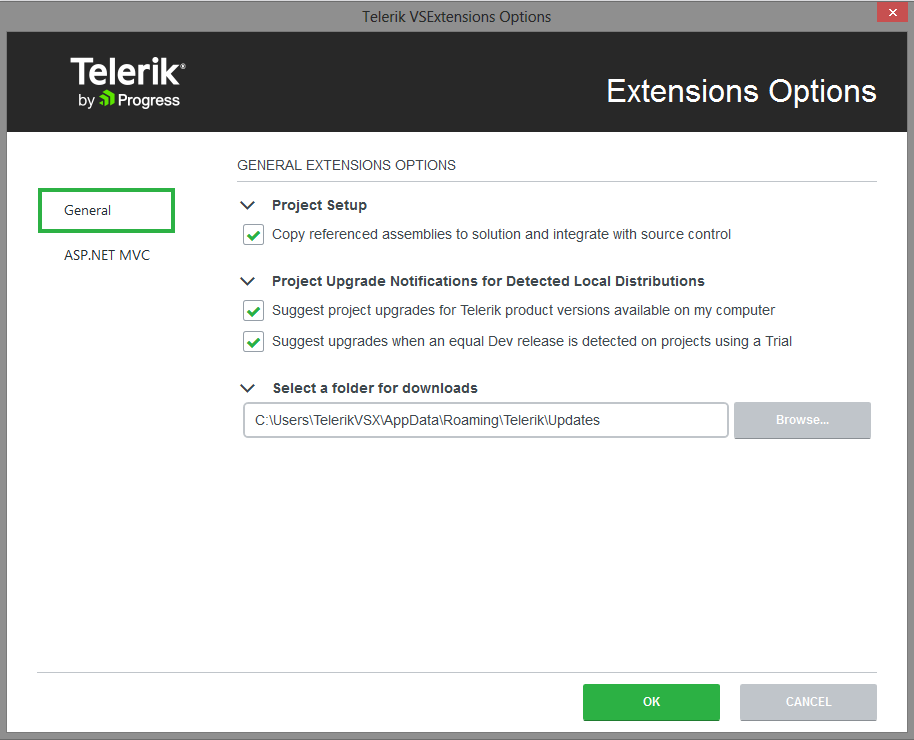 Telerik VSExtensions Options
Telerik®
by Progress
Extensions Options
GENERAL EXTENSIONS OPTIONS
General
ASP.NET MVC
Project Setup
Copy referenced assemblies to solution and integrate with source control
Project Upgrade Notifications for Detected Local Distributions
Suggest project upgrades for Telerik product versions available on my computer
Suggest upgrades when an equal Dev release is detected on projects using a Trial
Select a folder for downloads
C:\Users\TelerikVSX\AppData\Roaming\Telerik\Updates
Browse...
OK
CANCEL